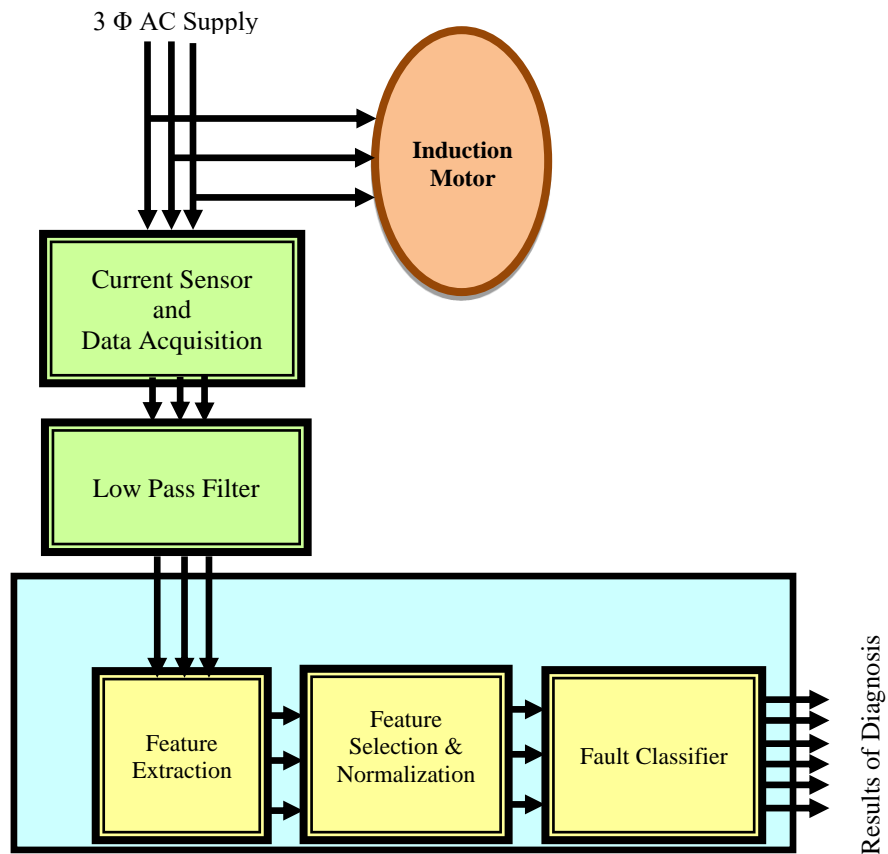 3 Φ AC Supply
Induction
Motor
Current Sensor
and
Data Acquisition
Low Pass Filter
Feature
Extraction
Feature
Selection &
Normalization
Fault Classifier
Results of Diagnosis